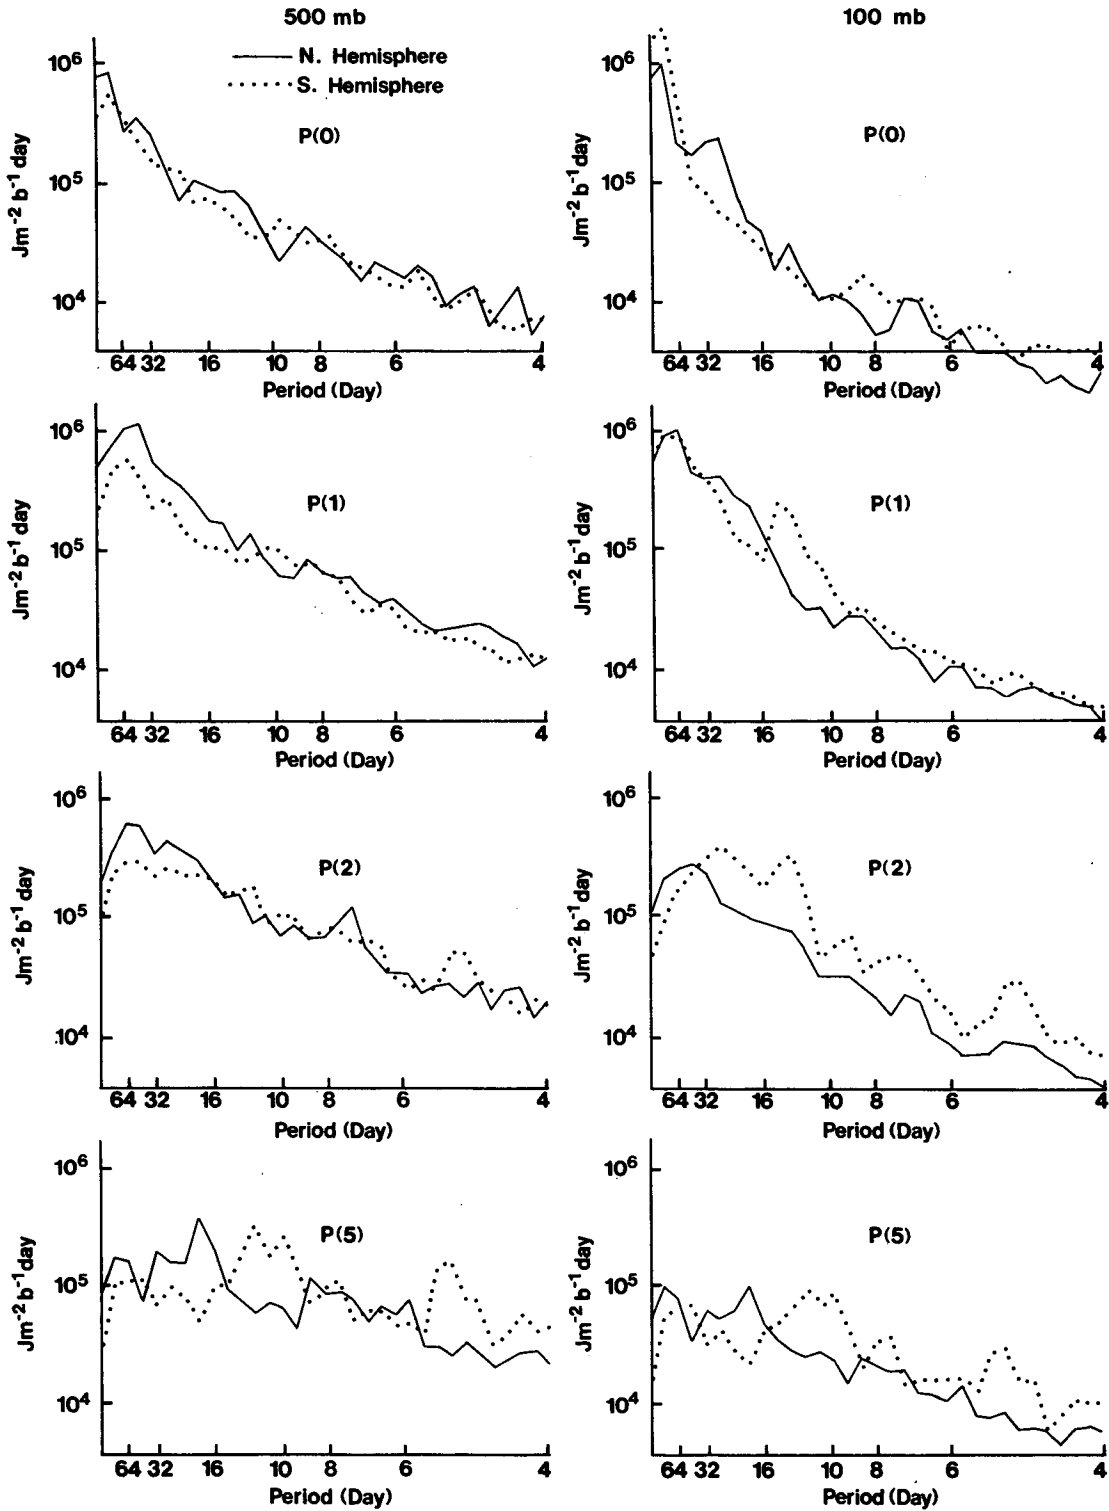 500 mb
100 mb
N. Hemisphere
S. Hemisphere
P(0)
10⁶
10⁵
10⁴
Jm⁻² b⁻¹ day
64 32 16 10 8 6 4
Period (Day)
P(0)
10⁶
10⁵
10⁴
Jm⁻² b⁻¹ day
64 32 16 10 8 6 4
Period (Day)
P(1)
10⁶
10⁵
10⁴
Jm⁻² b⁻¹ day
64 32 16 10 8 6 4
Period (Day)
P(1)
10⁶
10⁵
10⁴
Jm⁻² b⁻¹ day
64 32 16 10 8 6 4
Period (Day)
P(2)
10⁶
10⁵
10⁴
Jm⁻² b⁻¹ day
64 32 16 10 8 6 4
Period (Day)
P(2)
10⁶
10⁵
10⁴
Jm⁻² b⁻¹ day
64 32 16 10 8 6 4
Period (Day)
P(5)
10⁶
10⁵
10⁴
Jm⁻² b⁻¹ day
64 32 16 10 8 6 4
Period (Day)
P(5)
10⁶
10⁵
10⁴
Jm⁻² b⁻¹ day
64 32 16 10 8 6 4
Period (Day)